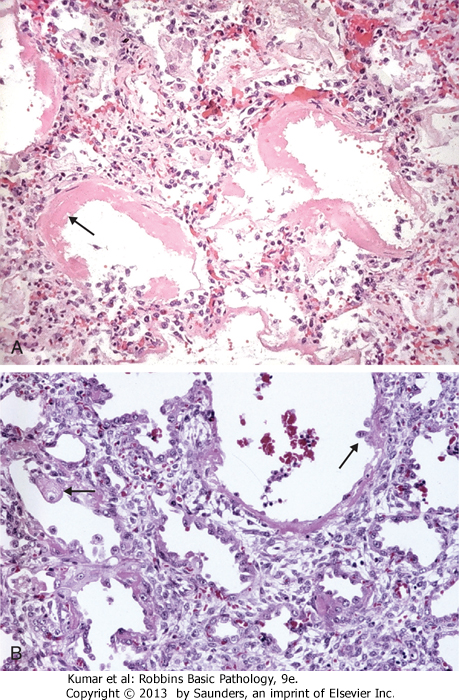 A
B
Kumar et al: Robbins Basic Pathology, 9e.
Copyright © 2013 by Saunders, an imprint of Elsevier Inc.